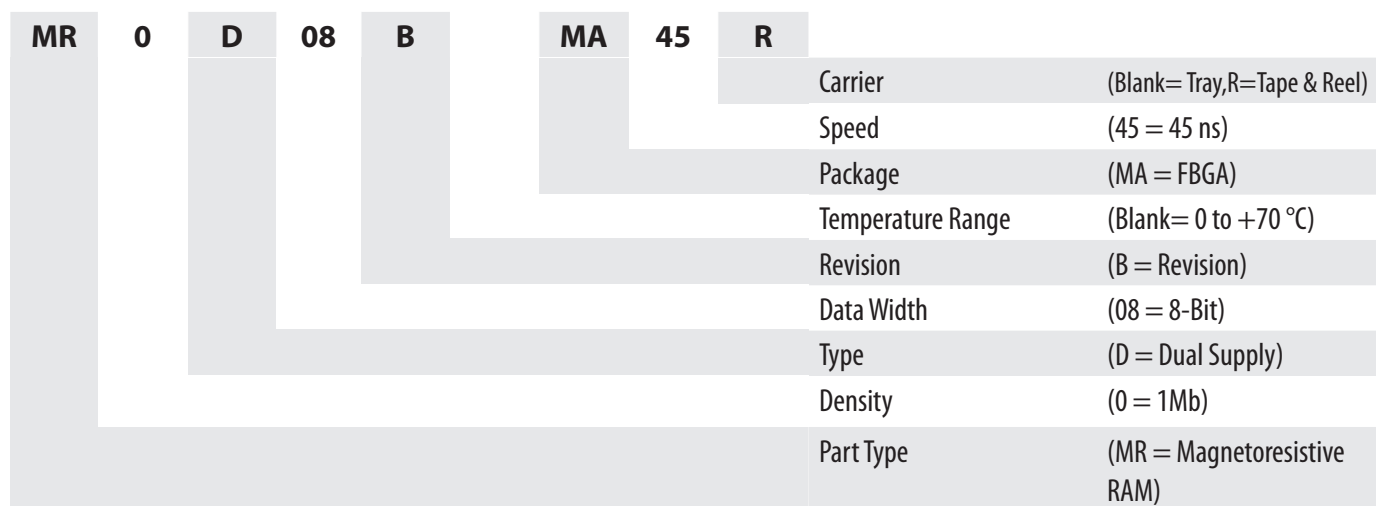 MR 0 D 08 B MA 45 R
Carrier (Blank= Tray,R=Tape & Reel)
Speed (45 = 45 ns)
Package (MA = FBGA)
Temperature Range (Blank= 0 to +70 °C)
Revision (B = Revision)
Data Width (08 = 8-Bit)
Type (D = Dual Supply)
Density (0 = 1Mb)
Part Type (MR = Magnetoresistive
RAM)